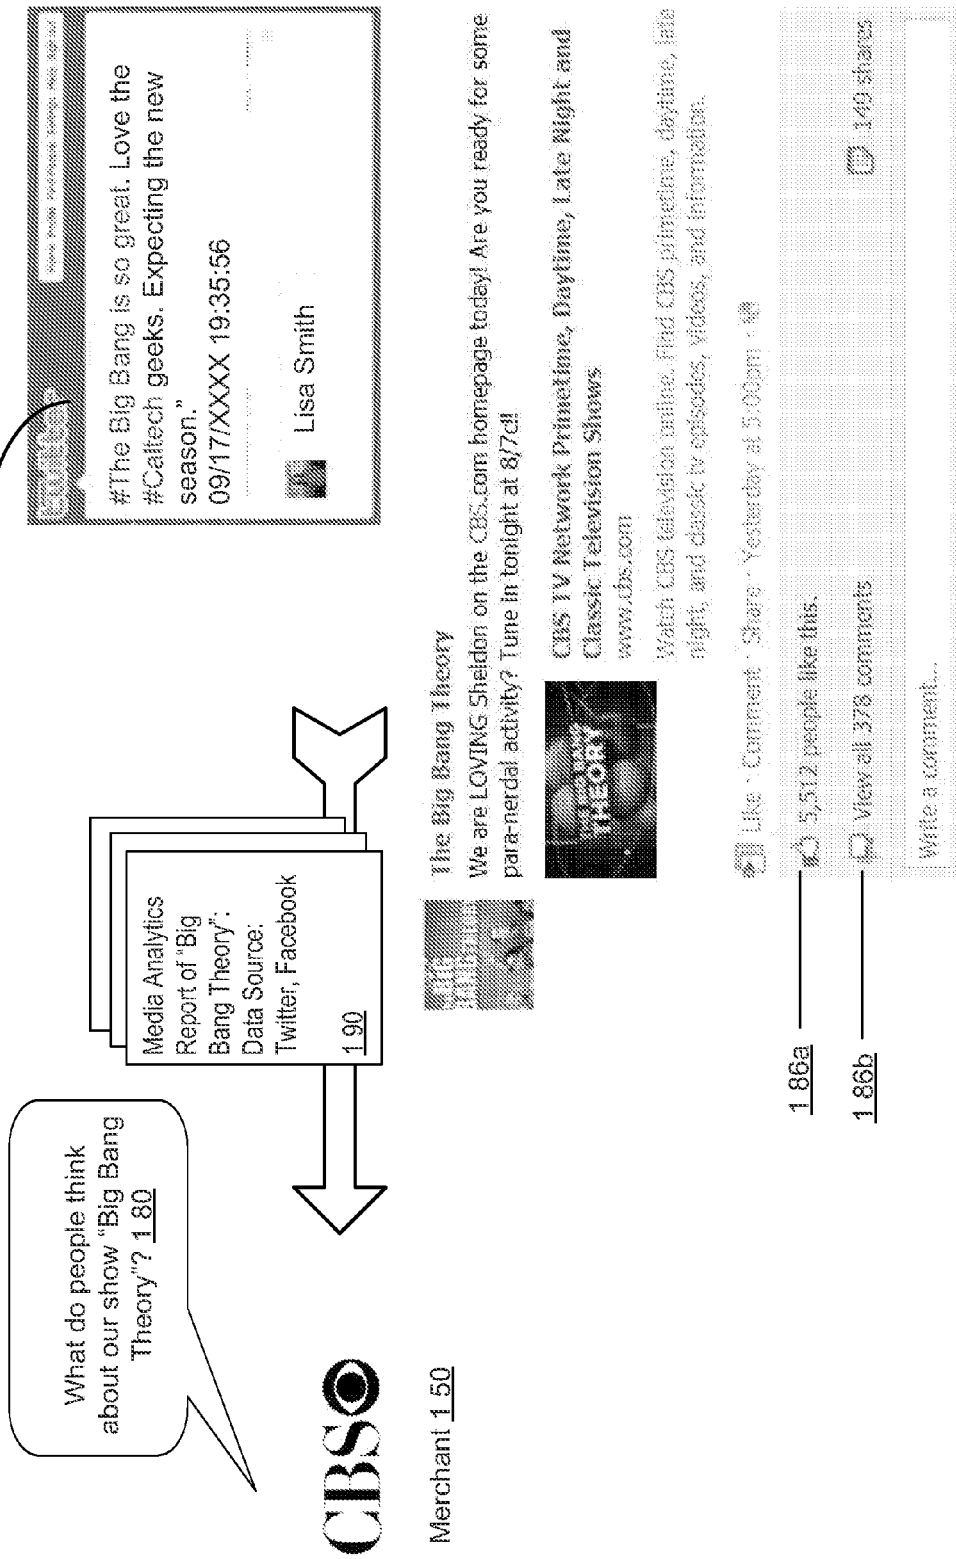 What do people think
about our show "Big Bang
Theory"? 180
CBS
Merchant 150
Media Analytics
Report of "Big
Bang Theory":
Data Source:
Twitter, Facebook
190
twitter
#The Big Bang is so great. Love the
#Caltech geeks. Expecting the new
season."
09/17/XXXX 19:35:56
Lisa Smith
The Big Bang Theory
We are LOVING Sheldon on the CBS.com homepage today! Are you ready for some
para-nerdal activity? Tune in tonight at 8/7c!
THEORY
CBS TV Network Primetime, Daytime, Late Night and
Classic Television Shows
www.cbs.com
Watch CBS television online. Find CBS primetime, daytime, late
night, and classic tv episodes, videos, and information.
Like · Comment · Share · Yesterday at 5:00pm ·
186a
5,512 people like this.
186b
View all 378 comments
149 shares
Write a comment...